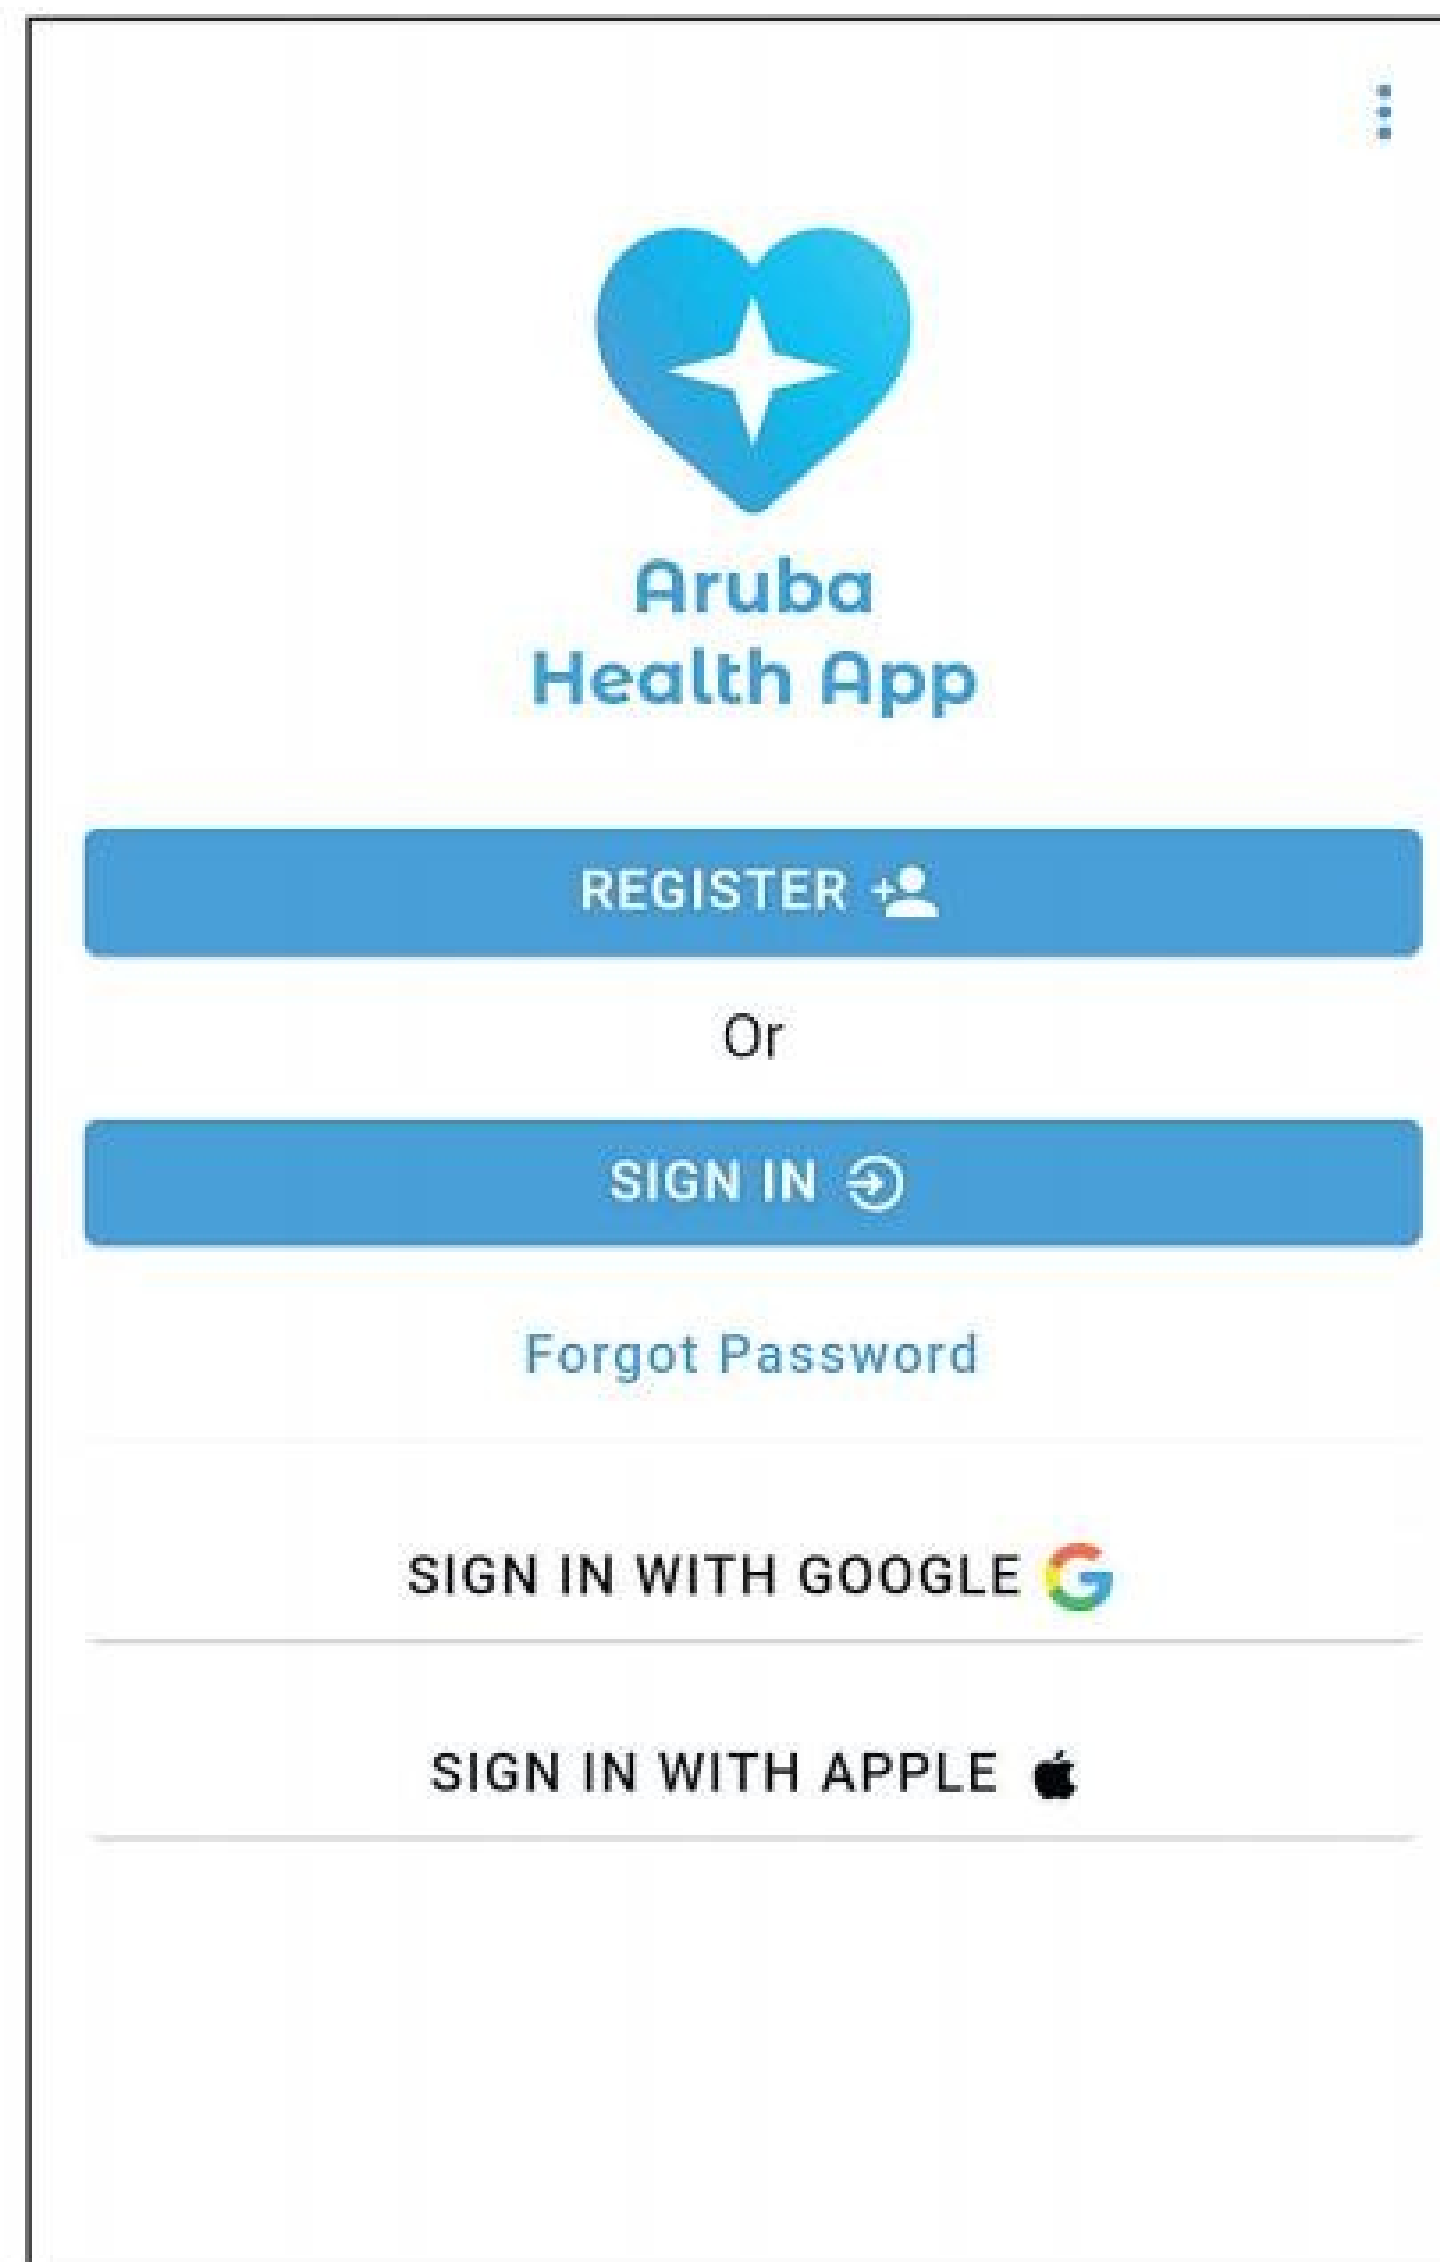 Aruba
Health App
REGISTER
Or
SIGN IN
Forgot Password
SIGN IN WITH GOOGLE
SIGN IN WITH APPLE